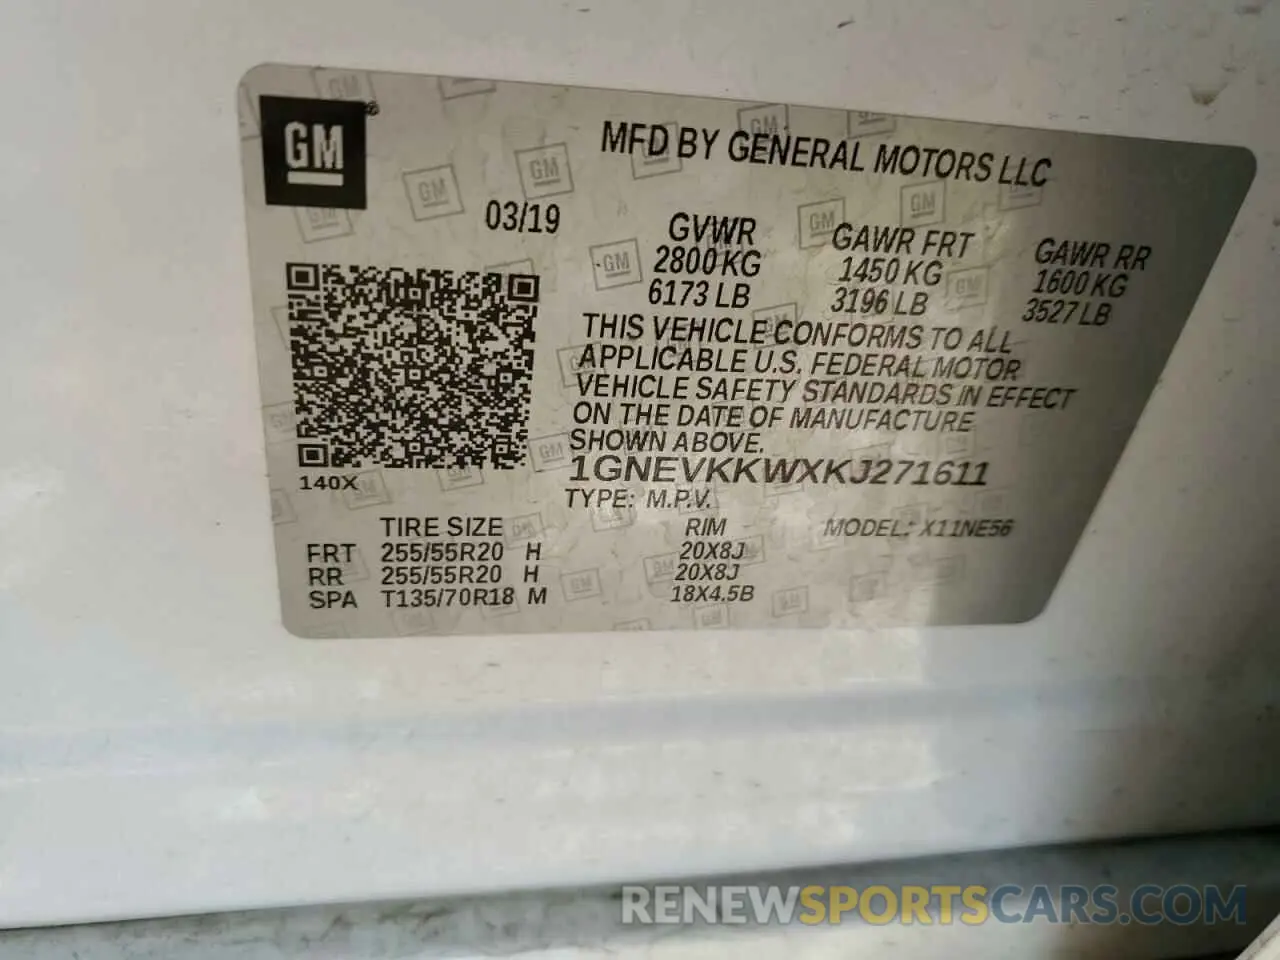 GM®
MFD BY GENERAL MOTORS LLC
03/19
GVWR GAWR FRT GAWR RR
2800 KG 1450 KG 1600 KG
6173 LB 3196 LB 3527 LB
THIS VEHICLE CONFORMS TO ALL
APPLICABLE U.S. FEDERAL MOTOR
VEHICLE SAFETY STANDARDS IN EFFECT
ON THE DATE OF MANUFACTURE
SHOWN ABOVE.
1GNEVKKWXKJ271611
140X
TYPE: M.P.V.
TIRE SIZE RIM MODEL: X11NE56
FRT 255/55R20 H 20X8J
RR 255/55R20 H 20X8J
SPA T135/70R18 M 18X4.5B
RENEWSPORTSCARS.COM